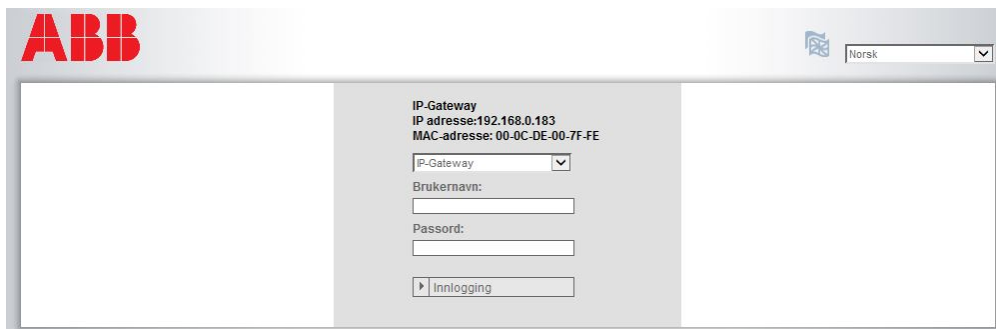 ABB
Norsk
IP-Gateway
IP adresse:192.168.0.183
MAC-adresse: 00-0C-DE-00-7F-FE
IP-Gateway
Brukernavn:
Passord:
Innlogging